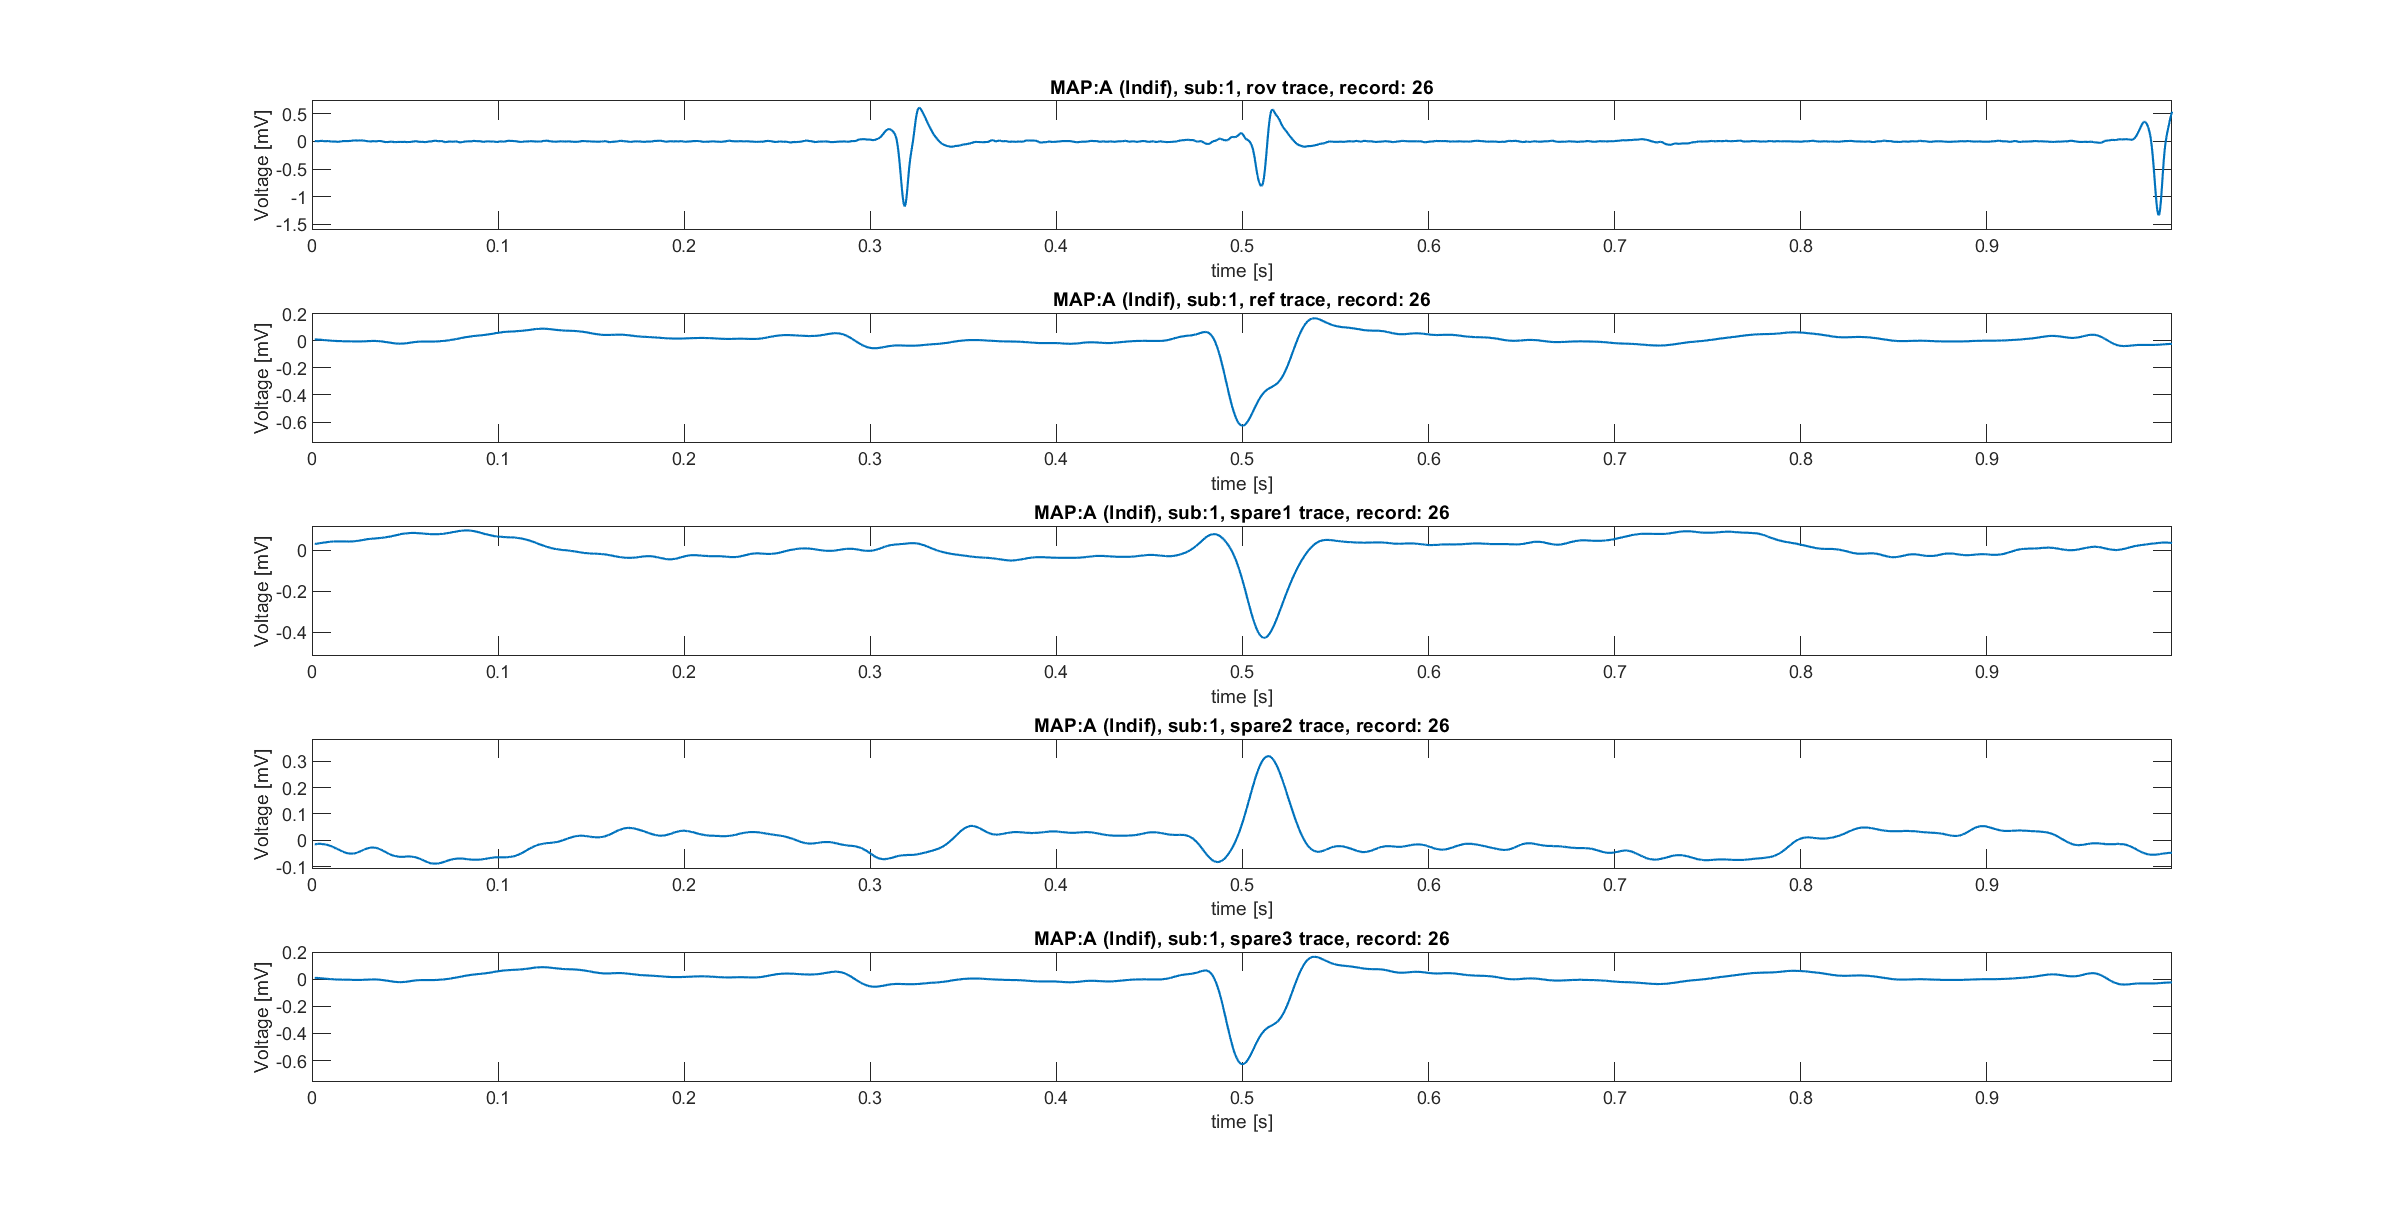 MAP:A (Indif), sub:1, rov trace, record: 26
Voltage [mV]
0.5
0
-0.5
-1
-1.5
0 0.1 0.2 0.3 0.4 0.5 0.6 0.7 0.8 0.9
time [s]
MAP:A (Indif), sub:1, ref trace, record: 26
Voltage [mV]
0.2
0
-0.2
-0.4
-0.6
0 0.1 0.2 0.3 0.4 0.5 0.6 0.7 0.8 0.9
time [s]
MAP:A (Indif), sub:1, spare1 trace, record: 26
Voltage [mV]
0
-0.2
-0.4
0 0.1 0.2 0.3 0.4 0.5 0.6 0.7 0.8 0.9
time [s]
MAP:A (Indif), sub:1, spare2 trace, record: 26
Voltage [mV]
0.3
0.2
0.1
0
-0.1
0 0.1 0.2 0.3 0.4 0.5 0.6 0.7 0.8 0.9
time [s]
MAP:A (Indif), sub:1, spare3 trace, record: 26
Voltage [mV]
0.2
0
-0.2
-0.4
-0.6
0 0.1 0.2 0.3 0.4 0.5 0.6 0.7 0.8 0.9
time [s]